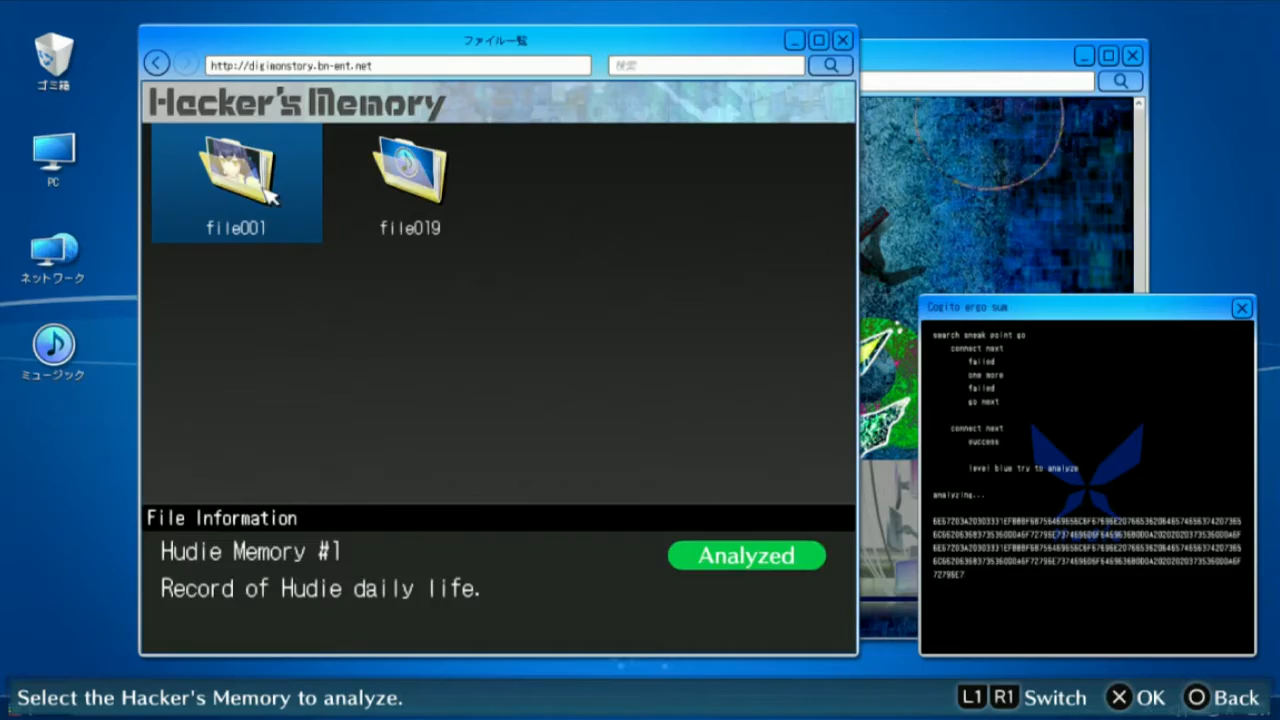 ゴミ箱
PC
ネットワーク
ミュージック
ファイル一覧
http://digimonstory.bn-ent.net
検索
Hacker's Memory
file001
file019
File Information
Hudie Memory #1
Analyzed
Record of Hudie daily life.
Cogito ergo sum
search sneak point go
connect next
failed
one more
failed
go next
connect next
success
level blue try to analyze
analyzing...
Select the Hacker's Memory to analyze.
L1 R1 Switch X OK O Back